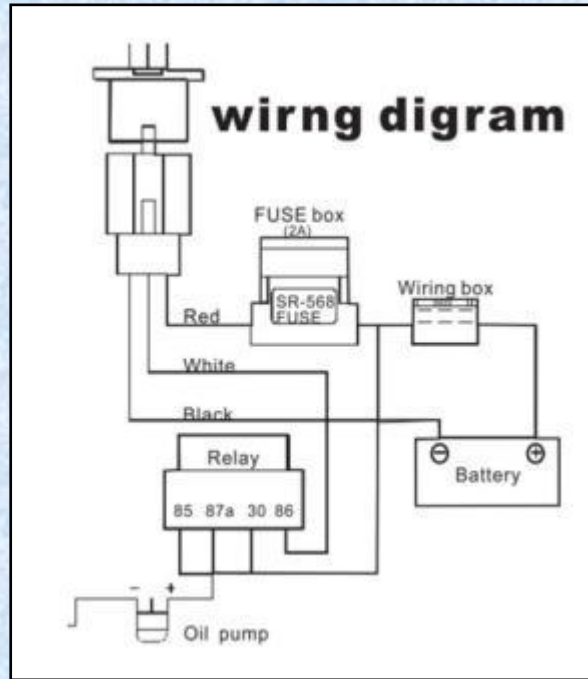 wirng digram
FUSE box
(2A)
SR-568
FUSE
Wiring box
Red
White
Black
Relay
85 87a 30 86
− +
Battery
− +
Oil pump